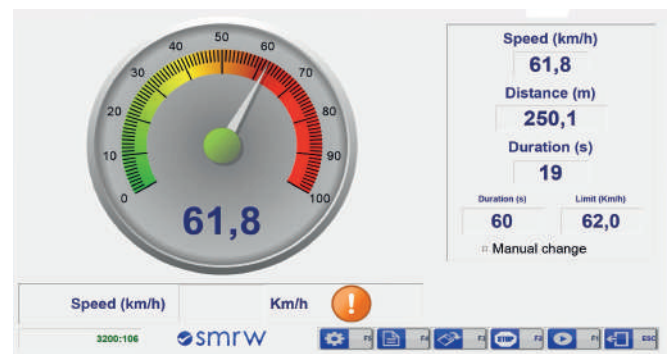 50
40
60
30
70
20
80
10
90
0
100
61,8
Speed (km/h)
61,8
Distance (m)
250,1
Duration (s)
19
Duration (s) Limit (Km/h)
60 62,0
Manual change
Speed (km/h) Km/h !
3200:106 smrw F5 F4 F3 STOP F2 F1 ESC